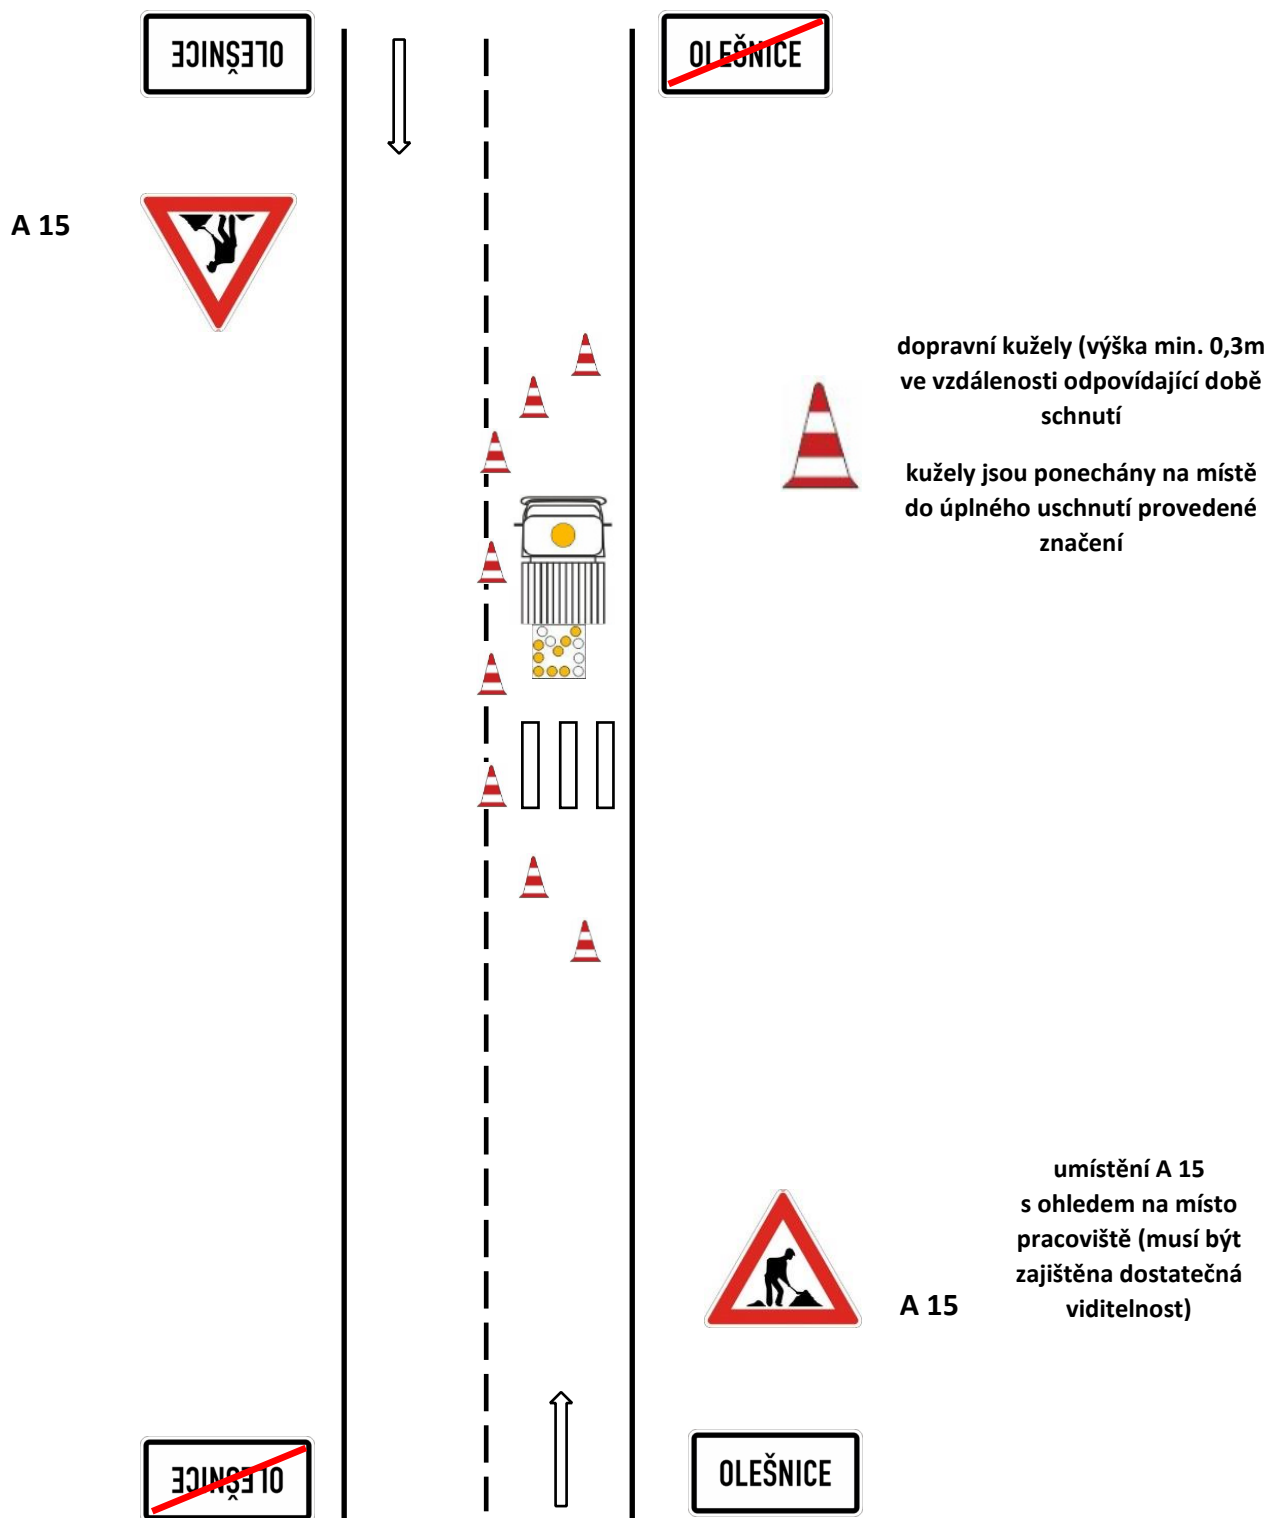 OLEŠNICE
OLEŠNICE
A 15
dopravní kužely (výška min. 0,3m
ve vzdálenosti odpovídající době
schnutí
kužely jsou ponechány na místě
do úplného uschnutí provedené
značení
umístění A 15
s ohledem na místo
pracoviště (musí být
zajištěna dostatečná
viditelnost)
A 15
OLEŠNICE
OLEŠNICE